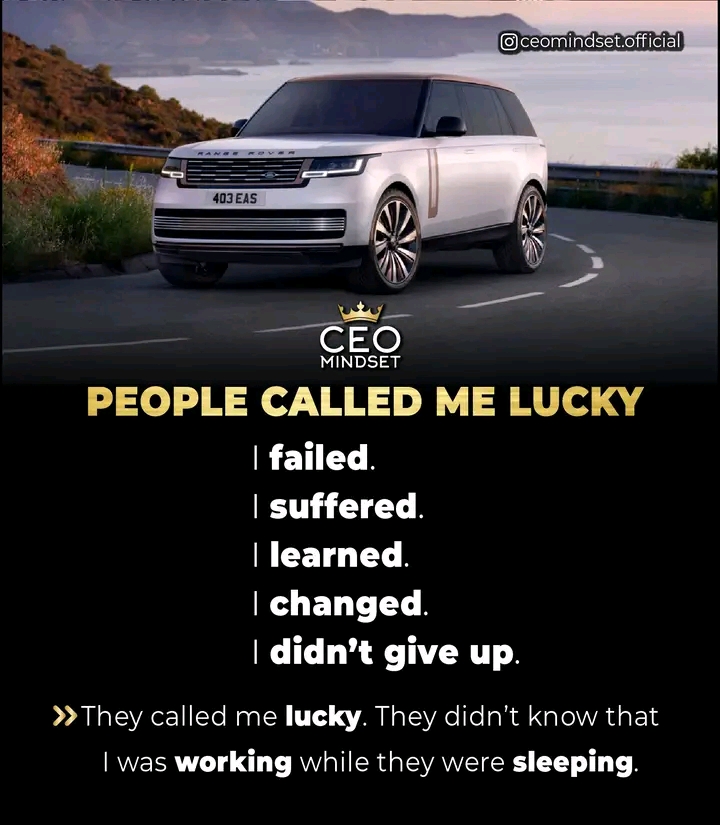 ceomindset.official
RANGE ROVER
403 EAS
CEO
MINDSET
PEOPLE CALLED ME LUCKY
I failed.
I suffered.
I learned.
I changed.
I didn't give up.
»They called me lucky. They didn't know that
I was working while they were sleeping.